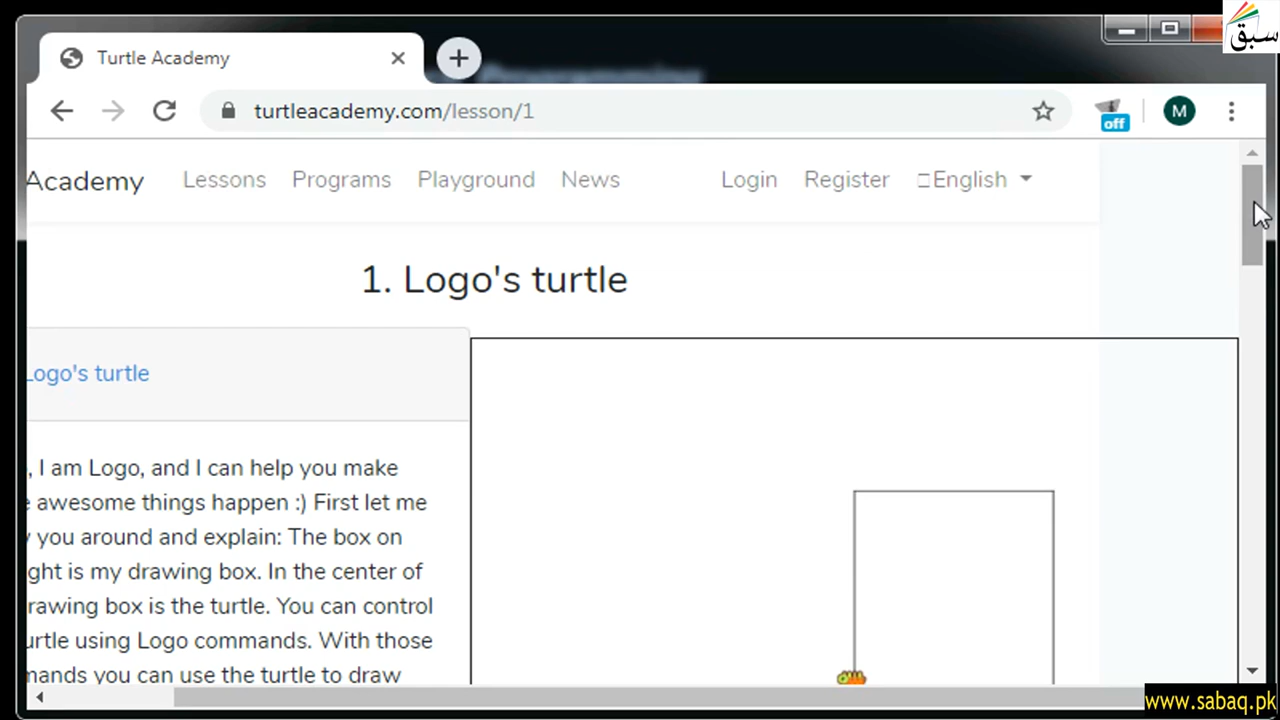 سبق
Programming
Turtle Academy
turtleacademy.com/lesson/1
M
off
Academy Lessons Programs Playground News Login Register English
1. Logo's turtle
Logo's turtle
, I am Logo, and I can help you make
e awesome things happen :) First let me
w you around and explain: The box on
ght is my drawing box. In the center of
rawing box is the turtle. You can control
urtle using Logo commands. With those
mands you can use the turtle to draw
www.sabaq.pk